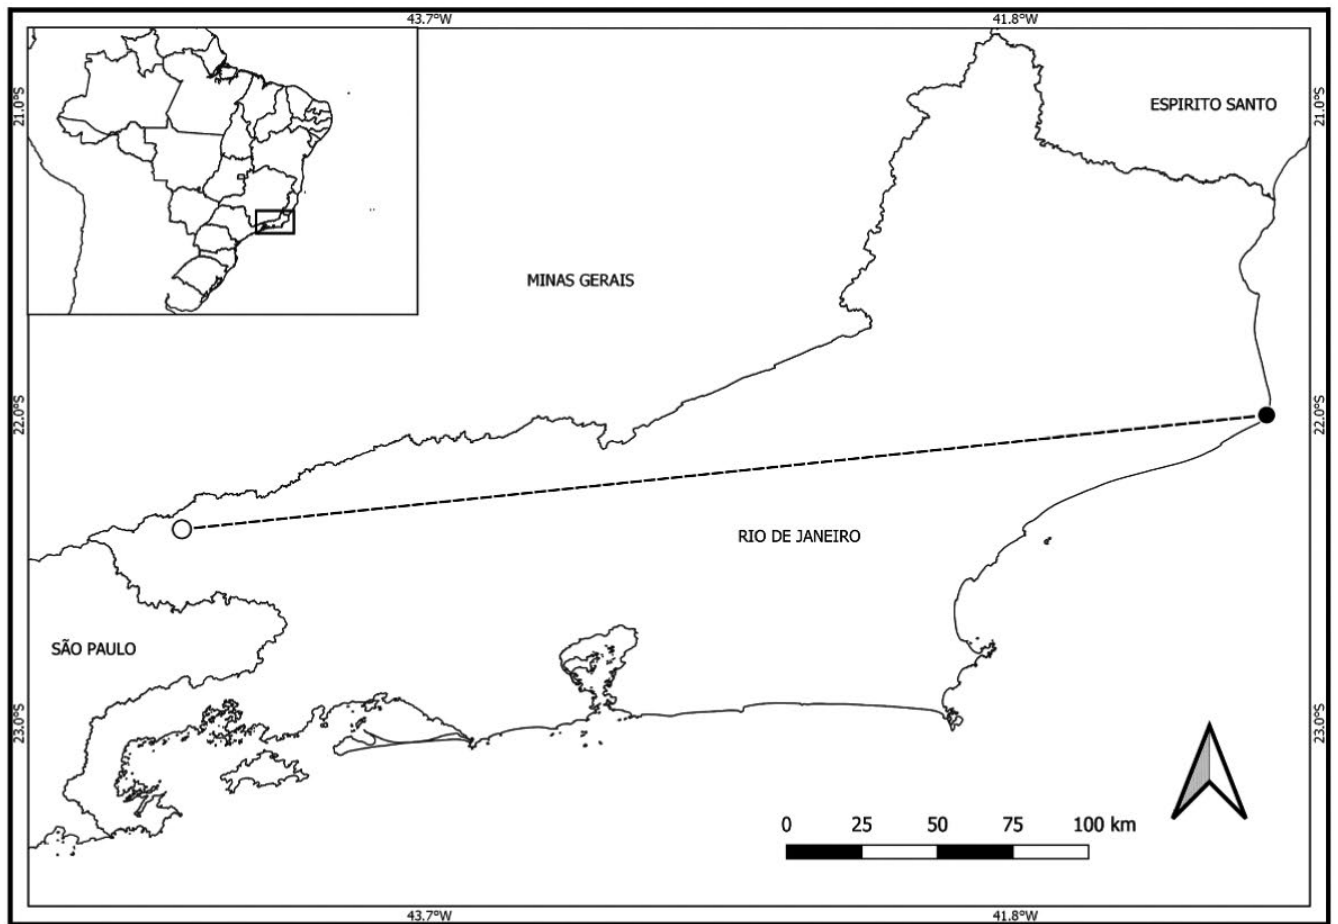 43.7°W
41.8°W
21.0°S
21.0°S
ESPIRITO SANTO
MINAS GERAIS
22.0°S
22.0°S
RIO DE JANEIRO
SÃO PAULO
23.0°S
23.0°S
0 25 50 75 100 km
43.7°W
41.8°W